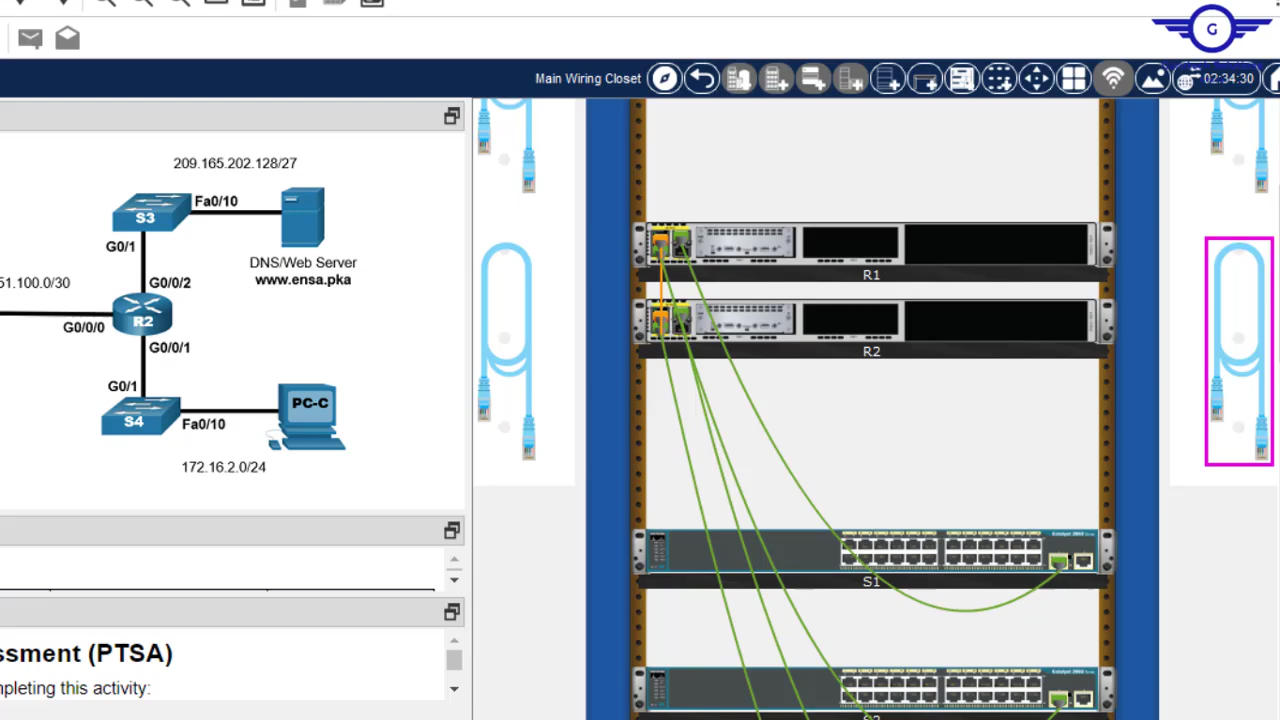 G
Main Wiring Closet
02:34:30
209.165.202.128/27
S3
Fa0/10
G0/1
DNS/Web Server
www.ensa.pka
51.100.0/30
G0/0/2
G0/0/0
R2
G0/0/1
G0/1
S4
Fa0/10
PC-C
172.16.2.0/24
ssment (PTSA)
mpleting this activity:
R1
R2
S1
S2